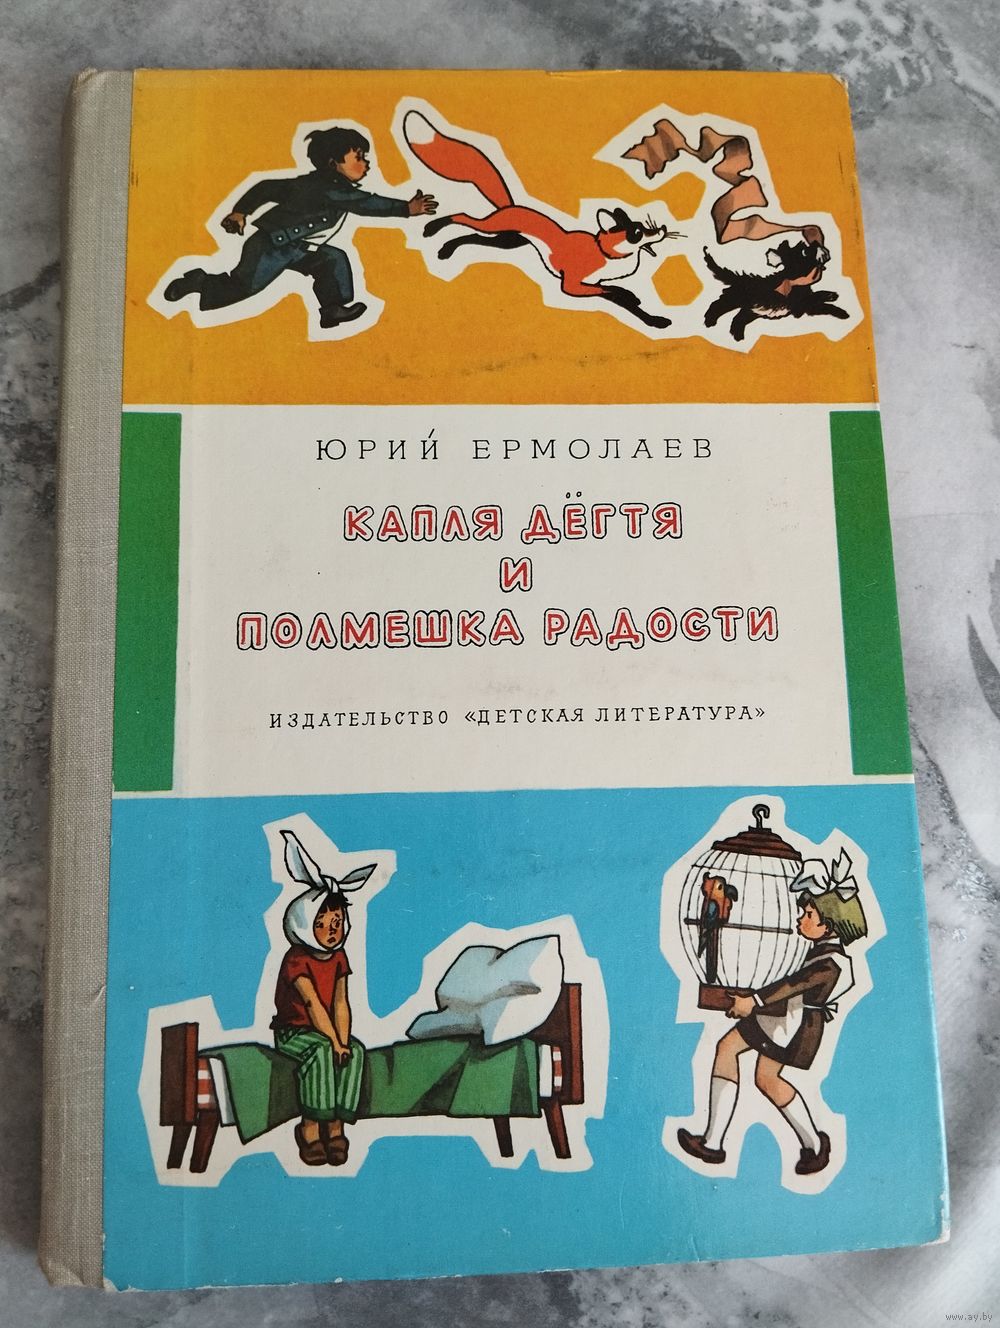 ЮРИЙ ЕРМОЛАЕВ
КАПЛЯ ДЁГТЯ
И
ПОЛМЕШКА РАДОСТИ
ИЗДАТЕЛЬСТВО «ДЕТСКАЯ ЛИТЕРАТУРА»
www.ay.by